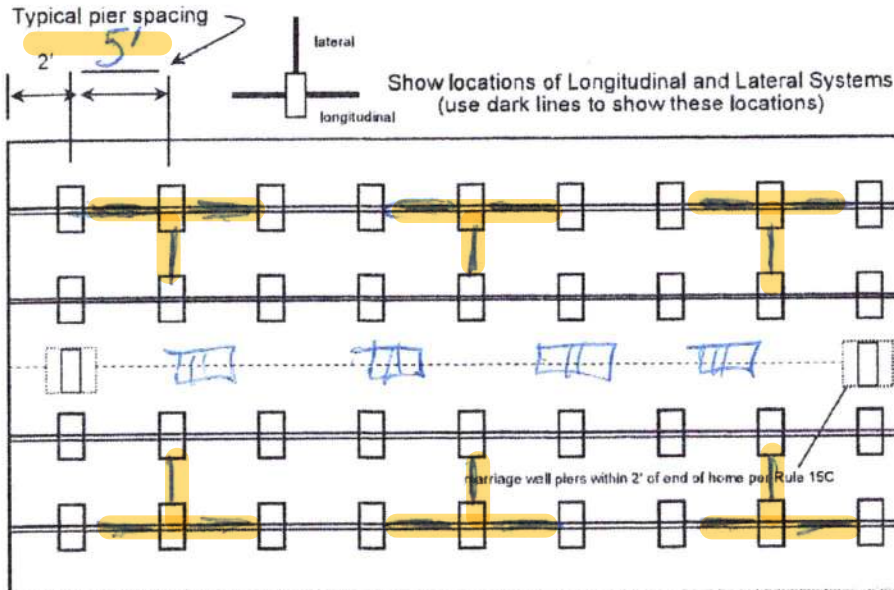 Typical pier spacing
2'
5'
lateral
longitudinal
Show locations of Longitudinal and Lateral Systems
(use dark lines to show these locations)
marriage wall piers within 2' of end of home per Rule 15C